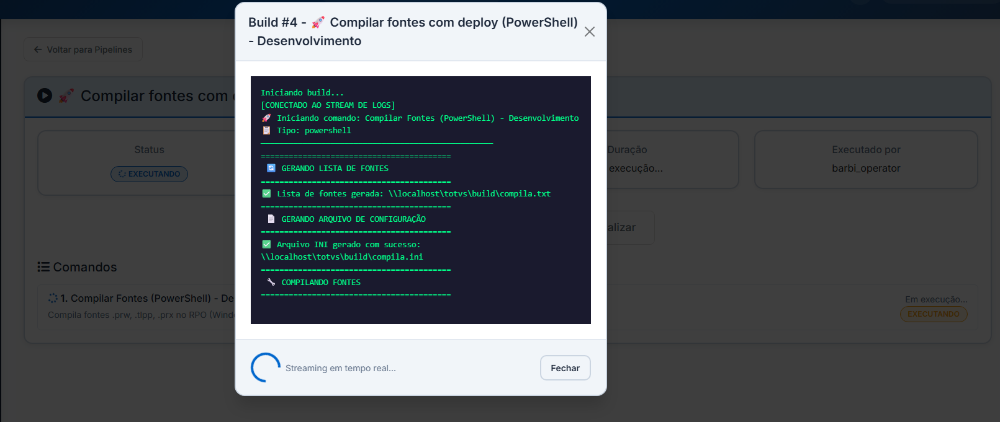 Build #4 - 🚀 Compilar fontes com deploy (PowerShell)
- Desenvolvimento
← Voltar para Pipelines
🚀 Compilar fontes com
Status
EXECUTANDO
Duração
execução...
Executado por
barbi_operator
alizar
Comandos
1. Compilar Fontes (PowerShell) - De
Compila fontes .prw, .tlpp, .prx no RPO (Wind
Em execução...
EXECUTANDO
Iniciando build...
[CONECTADO AO STREAM DE LOGS]
🚀 Iniciando comando: Compilar Fontes (PowerShell) - Desenvolvimento
📋 Tipo: powershell
──────────────────────────────────────────────────
=========================================
🔄 GERANDO LISTA DE FONTES
=========================================
✅ Lista de fontes gerada: \\localhost\totvs\build\compila.txt
=========================================
📄 GERANDO ARQUIVO DE CONFIGURAÇÃO
=========================================
✅ Arquivo INI gerado com sucesso:
\\localhost\totvs\build\compila.ini
=========================================
🔧 COMPILANDO FONTES
=========================================
Streaming em tempo real...
Fechar